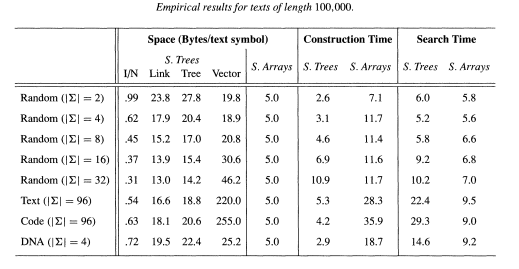 Empirical results for texts of length 100,000.
Space (Bytes/text symbol) Construction Time Search Time
S. Trees
I/N Link Tree Vector S. Arrays S. Trees S. Arrays S. Trees S. Arrays
Random (|Σ| = 2) .99 23.8 27.8 19.8 5.0 2.6 7.1 6.0 5.8
Random (|Σ| = 4) .62 17.9 20.4 18.9 5.0 3.1 11.7 5.2 5.6
Random (|Σ| = 8) .45 15.2 17.0 20.8 5.0 4.6 11.4 5.8 6.6
Random (|Σ| = 16) .37 13.9 15.4 30.6 5.0 6.9 11.6 9.2 6.8
Random (|Σ| = 32) .31 13.0 14.2 46.2 5.0 10.9 11.7 10.2 7.0
Text (|Σ| = 96) .54 16.6 18.8 220.0 5.0 5.3 28.3 22.4 9.5
Code (|Σ| = 96) .63 18.1 20.6 255.0 5.0 4.2 35.9 29.3 9.0
DNA (|Σ| = 4) .72 19.5 22.4 25.2 5.0 2.9 18.7 14.6 9.2